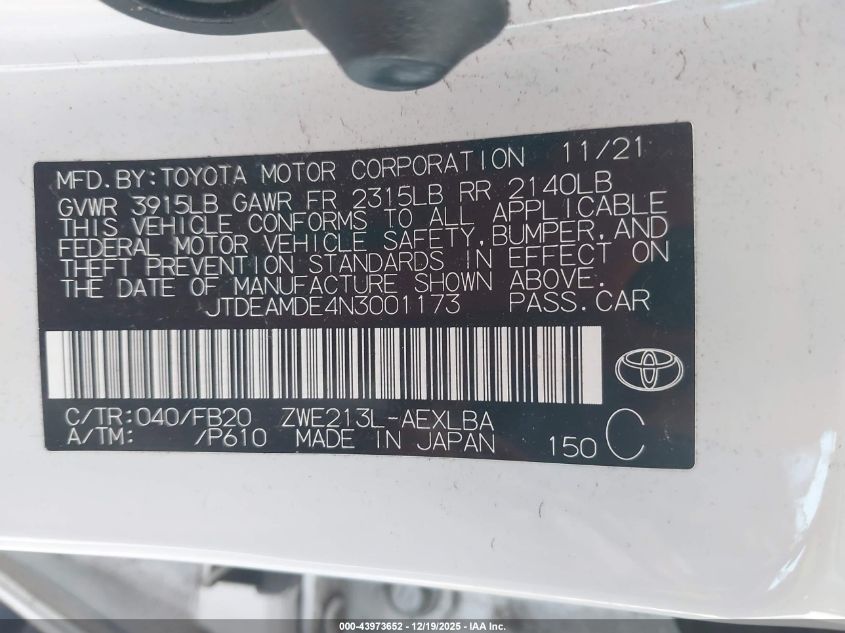 MFD.BY:TOYOTA MOTOR CORPORATION 11/21
GVWR 3915LB GAWR FR 2315LB RR 2140LB
THIS VEHICLE CONFORMS TO ALL APPLICABLE
FEDERAL MOTOR VEHICLE SAFETY,BUMPER,AND
THEFT PREVENTION STANDARDS IN EFFECT ON
THE DATE OF MANUFACTURE SHOWN ABOVE.
JTDEAMDE4N3001173 PASS.CAR
C/TR:040/FB20 ZWE213L-AEXLBA
A/TM: /P610 MADE IN JAPAN 150 C
000-43973652 - 12/19/2025 - IAA Inc.